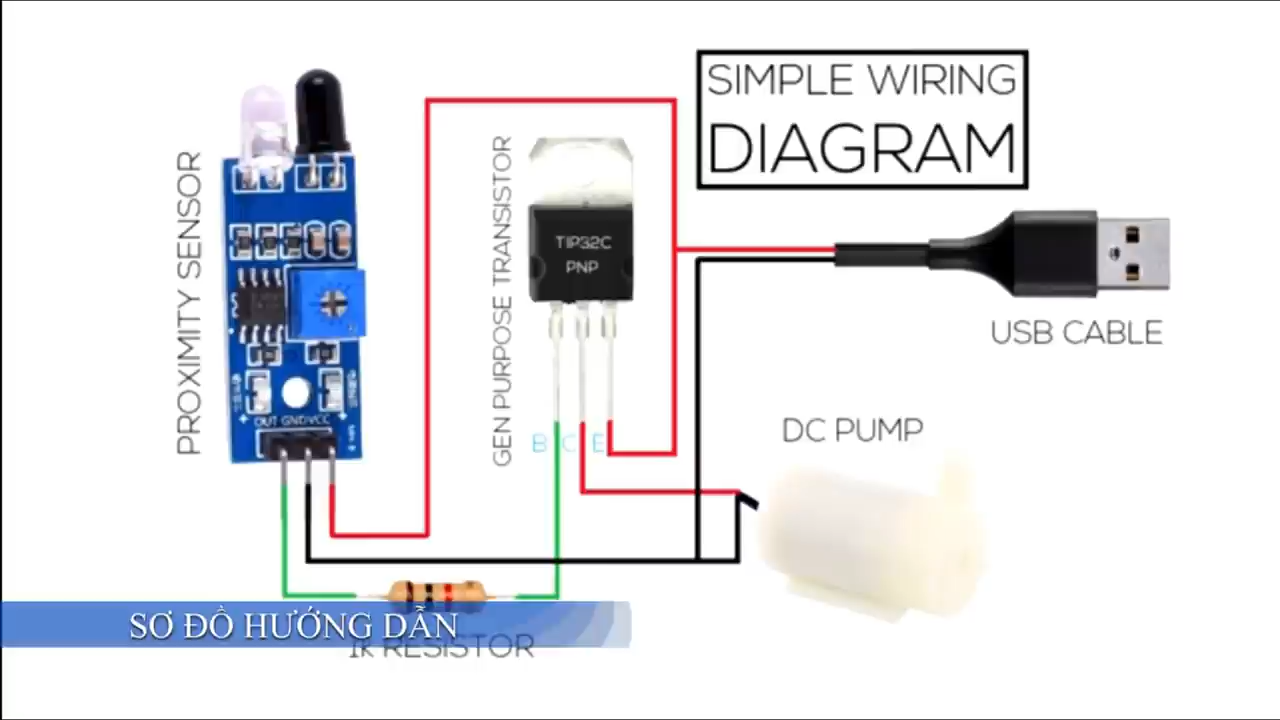 SIMPLE WIRING
DIAGRAM
PROXIMITY SENSOR
GEN PURPOSE TRANSISTOR
TIP32C
PNP
USB CABLE
OUT GND VCC
B C E
DC PUMP
SƠ ĐỒ HƯỚNG DẪN
1K RESISTOR